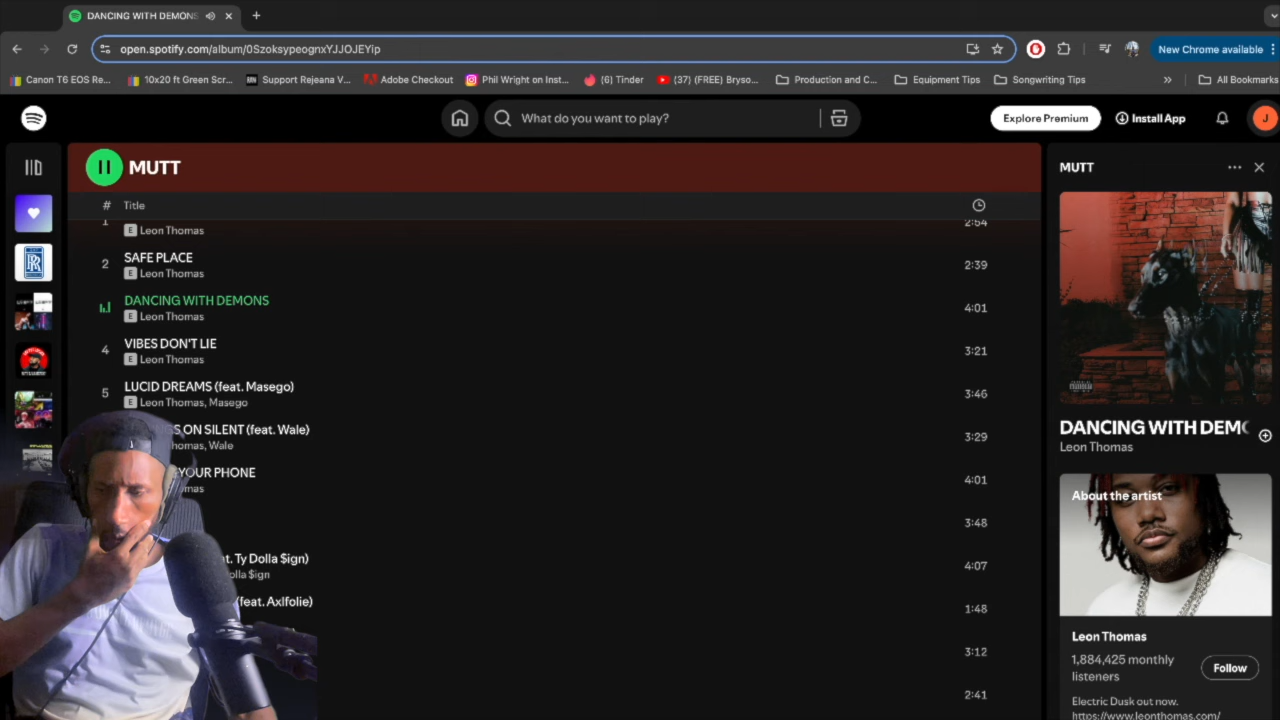 DANCING WITH DEMONS
open.spotify.com/album/0SzoksypeognxYJJOJEYip
New Chrome available
Canon T6 EOS Re...
10x20 ft Green Scr...
Support Rejeana V...
Adobe Checkout
Phil Wright on Inst...
(6) Tinder
(37) (FREE) Bryso...
Production and C...
Equipment Tips
Songwriting Tips
»
All Bookmarks
What do you want to play?
Explore Premium
Install App
J
MUTT
# Title
1
E Leon Thomas
2:54
2 SAFE PLACE
E Leon Thomas
2:39
DANCING WITH DEMONS
E Leon Thomas
4:01
4 VIBES DON'T LIE
E Leon Thomas
3:21
5 LUCID DREAMS (feat. Masego)
E Leon Thomas, Masego
3:46
ON SILENT (feat. Wale)
omas, Wale
3:29
YOUR PHONE
mas
4:01
3:48
t. Ty Dolla $ign)
olla $ign
4:07
(feat. Axlfolie)
1:48
3:12
2:41
MUTT
DANCING WITH DEM
Leon Thomas
About the artist
Leon Thomas
1,884,425 monthly
listeners
Follow
Electric Dusk out now.
https://www.leonthomas.com/